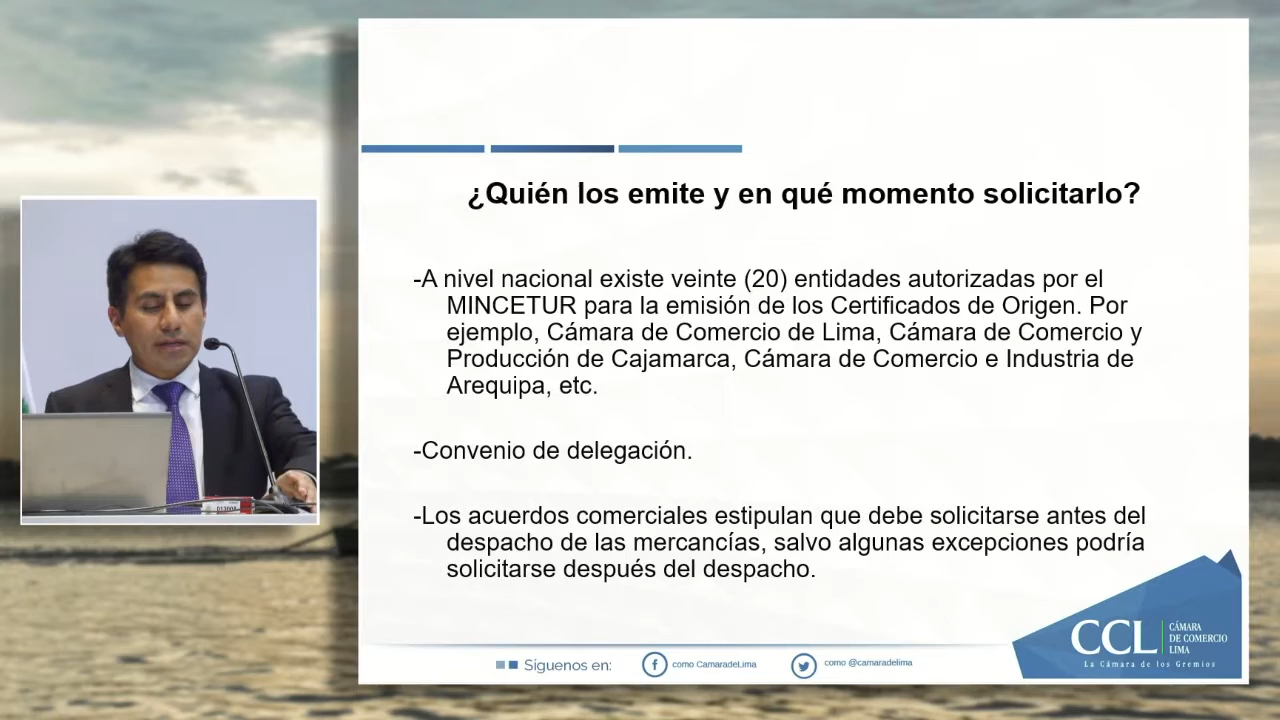 ¿Quién los emite y en qué momento solicitarlo?
-A nivel nacional existe veinte (20) entidades autorizadas por el
MINCETUR para la emisión de los Certificados de Origen. Por
ejemplo, Cámara de Comercio de Lima, Cámara de Comercio y
Producción de Cajamarca, Cámara de Comercio e Industria de
Arequipa, etc.
-Convenio de delegación.
-Los acuerdos comerciales estipulan que debe solicitarse antes del
despacho de las mercancías, salvo algunas excepciones podría
solicitarse después del despacho.
Síguenos en:
como CamaradeLima
como @camaradelima
CCL
CÁMARA
DE COMERCIO
LIMA
La Cámara de los Gremios